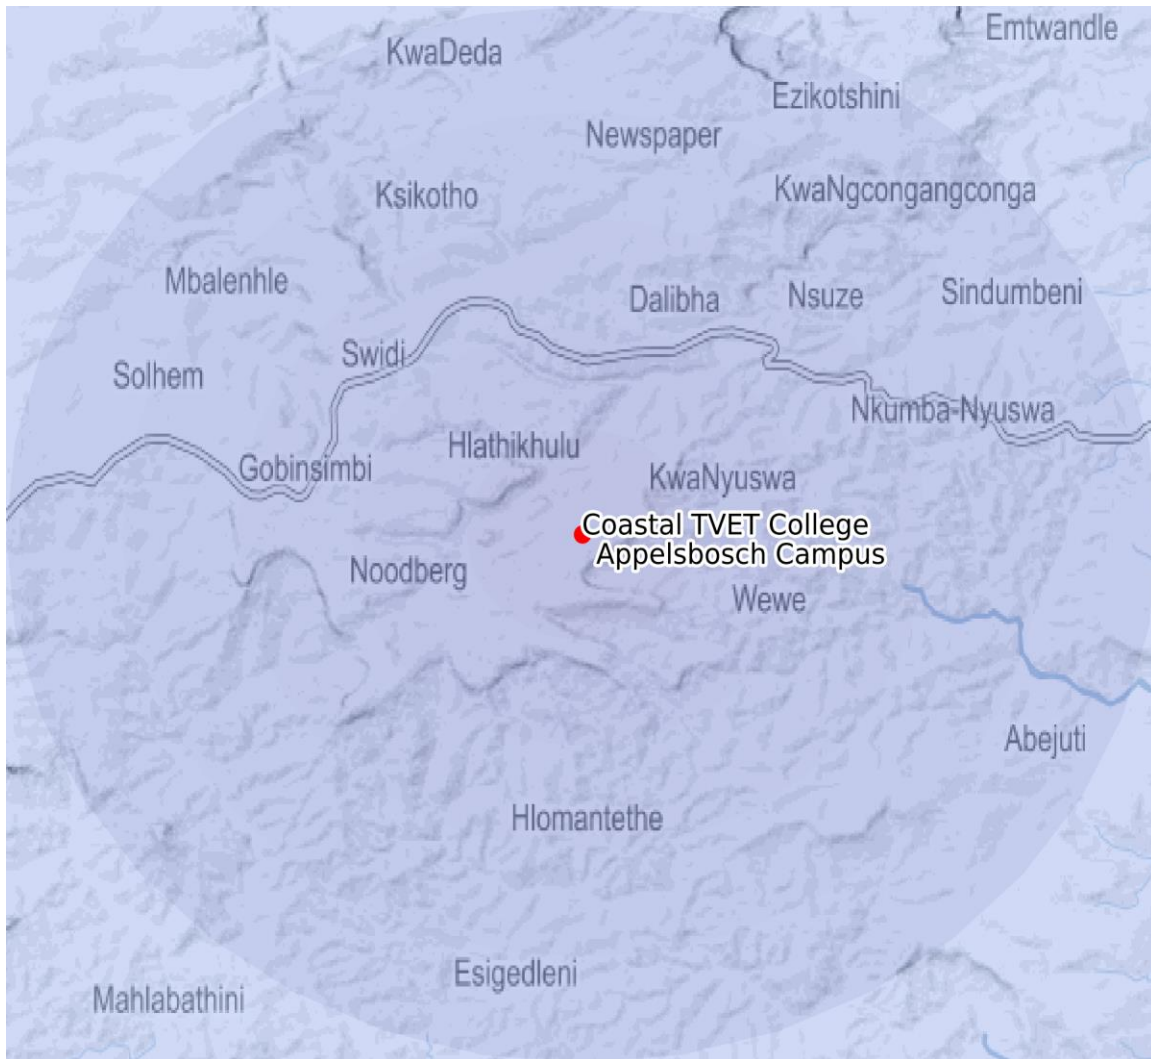 Emtwandle
KwaDeda
Ezikotshini
Newspaper
Ksikotho
KwaNgcongangconga
Mbalenhle
Dalibha
Nsuze
Sindumbeni
Swidi
Solhem
Nkumba-Nyuswa
Hlathikhulu
Gobinsimbi
KwaNyuswa
Coastal TVET College
Appelsbosch Campus
Noodberg
Wewe
Abejuti
Hlomantethe
Esigedleni
Mahlabathini